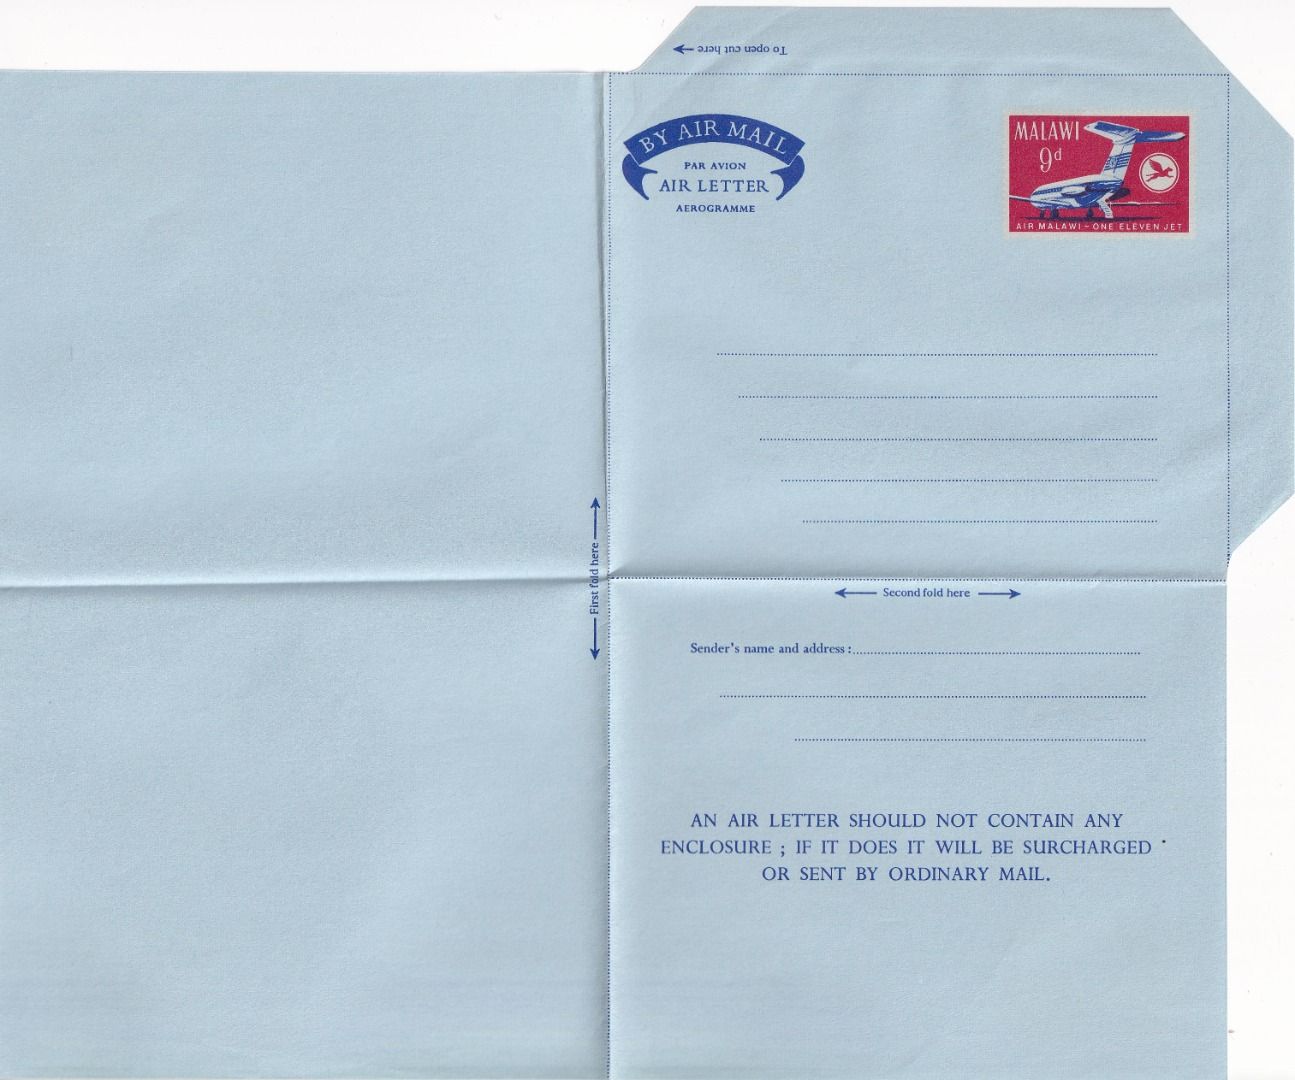 To open cut here
BY AIR MAIL
PAR AVION
AIR LETTER
AEROGRAMME
MALAWI
9d
AIR MALAWI - ONE ELEVEN JET
First fold here
Second fold here
Sender's name and address :
AN AIR LETTER SHOULD NOT CONTAIN ANY
ENCLOSURE ; IF IT DOES IT WILL BE SURCHARGED
OR SENT BY ORDINARY MAIL.